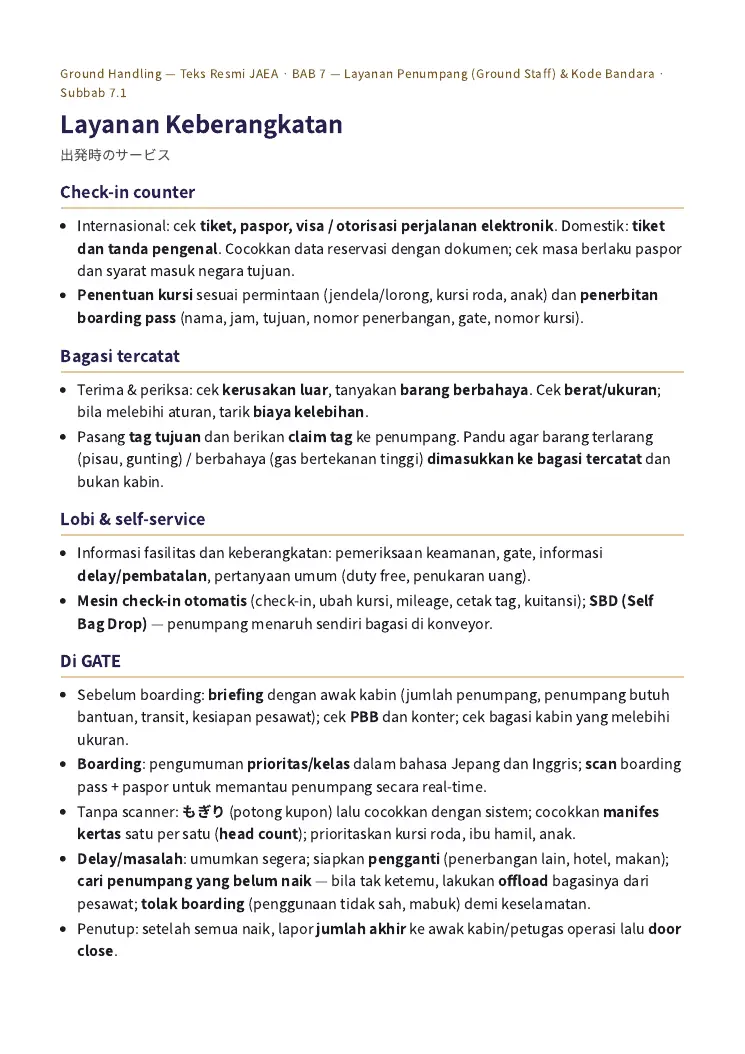 Ground Handling — Teks Resmi JAEA · BAB 7 — Layanan Penumpang (Ground Staff) & Kode Bandara ·
Subbab 7.1
Layanan Keberangkatan
出発時のサービス
Check-in counter
• Internasional: cek tiket, paspor, visa / otorisasi perjalanan elektronik. Domestik: tiket
dan tanda pengenal. Cocokkan data reservasi dengan dokumen; cek masa berlaku paspor
dan syarat masuk negara tujuan.
• Penentuan kursi sesuai permintaan (jendela/lorong, kursi roda, anak) dan penerbitan
boarding pass (nama, jam, tujuan, nomor penerbangan, gate, nomor kursi).
Bagasi tercatat
• Terima & periksa: cek kerusakan luar, tanyakan barang berbahaya. Cek berat/ukuran;
bila melebihi aturan, tarik biaya kelebihan.
• Pasang tag tujuan dan berikan claim tag ke penumpang. Pandu agar barang terlarang
(pisau, gunting) / berbahaya (gas bertekanan tinggi) dimasukkan ke bagasi tercatat dan
bukan kabin.
Lobi & self-service
• Informasi fasilitas dan keberangkatan: pemeriksaan keamanan, gate, informasi
delay/pembatalan, pertanyaan umum (duty free, penukaran uang).
• Mesin check-in otomatis (check-in, ubah kursi, mileage, cetak tag, kuitansi); SBD (Self
Bag Drop) — penumpang menaruh sendiri bagasi di konveyor.
Di GATE
• Sebelum boarding: briefing dengan awak kabin (jumlah penumpang, penumpang butuh
bantuan, transit, kesiapan pesawat); cek PBB dan konter; cek bagasi kabin yang melebihi
ukuran.
• Boarding: pengumuman prioritas/kelas dalam bahasa Jepang dan Inggris; scan boarding
pass + paspor untuk memantau penumpang secara real-time.
• Tanpa scanner: もぎり (potong kupon) lalu cocokkan dengan sistem; cocokkan manifes
kertas satu per satu (head count); prioritaskan kursi roda, ibu hamil, anak.
• Delay/masalah: umumkan segera; siapkan pengganti (penerbangan lain, hotel, makan);
cari penumpang yang belum naik — bila tak ketemu, lakukan offload bagasinya dari
pesawat; tolak boarding (penggunaan tidak sah, mabuk) demi keselamatan.
• Penutup: setelah semua naik, lapor jumlah akhir ke awak kabin/petugas operasi lalu door
close.